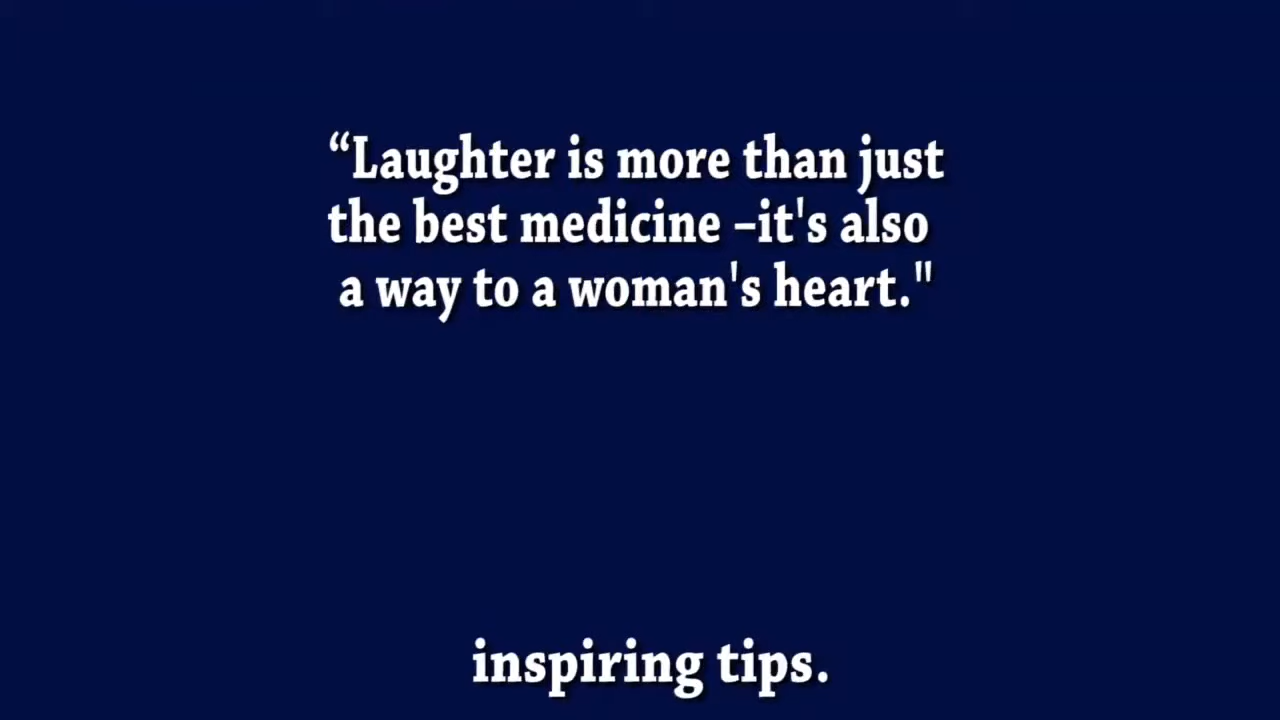 “Laughter is more than just
the best medicine –it's also
a way to a woman's heart."
inspiring tips.